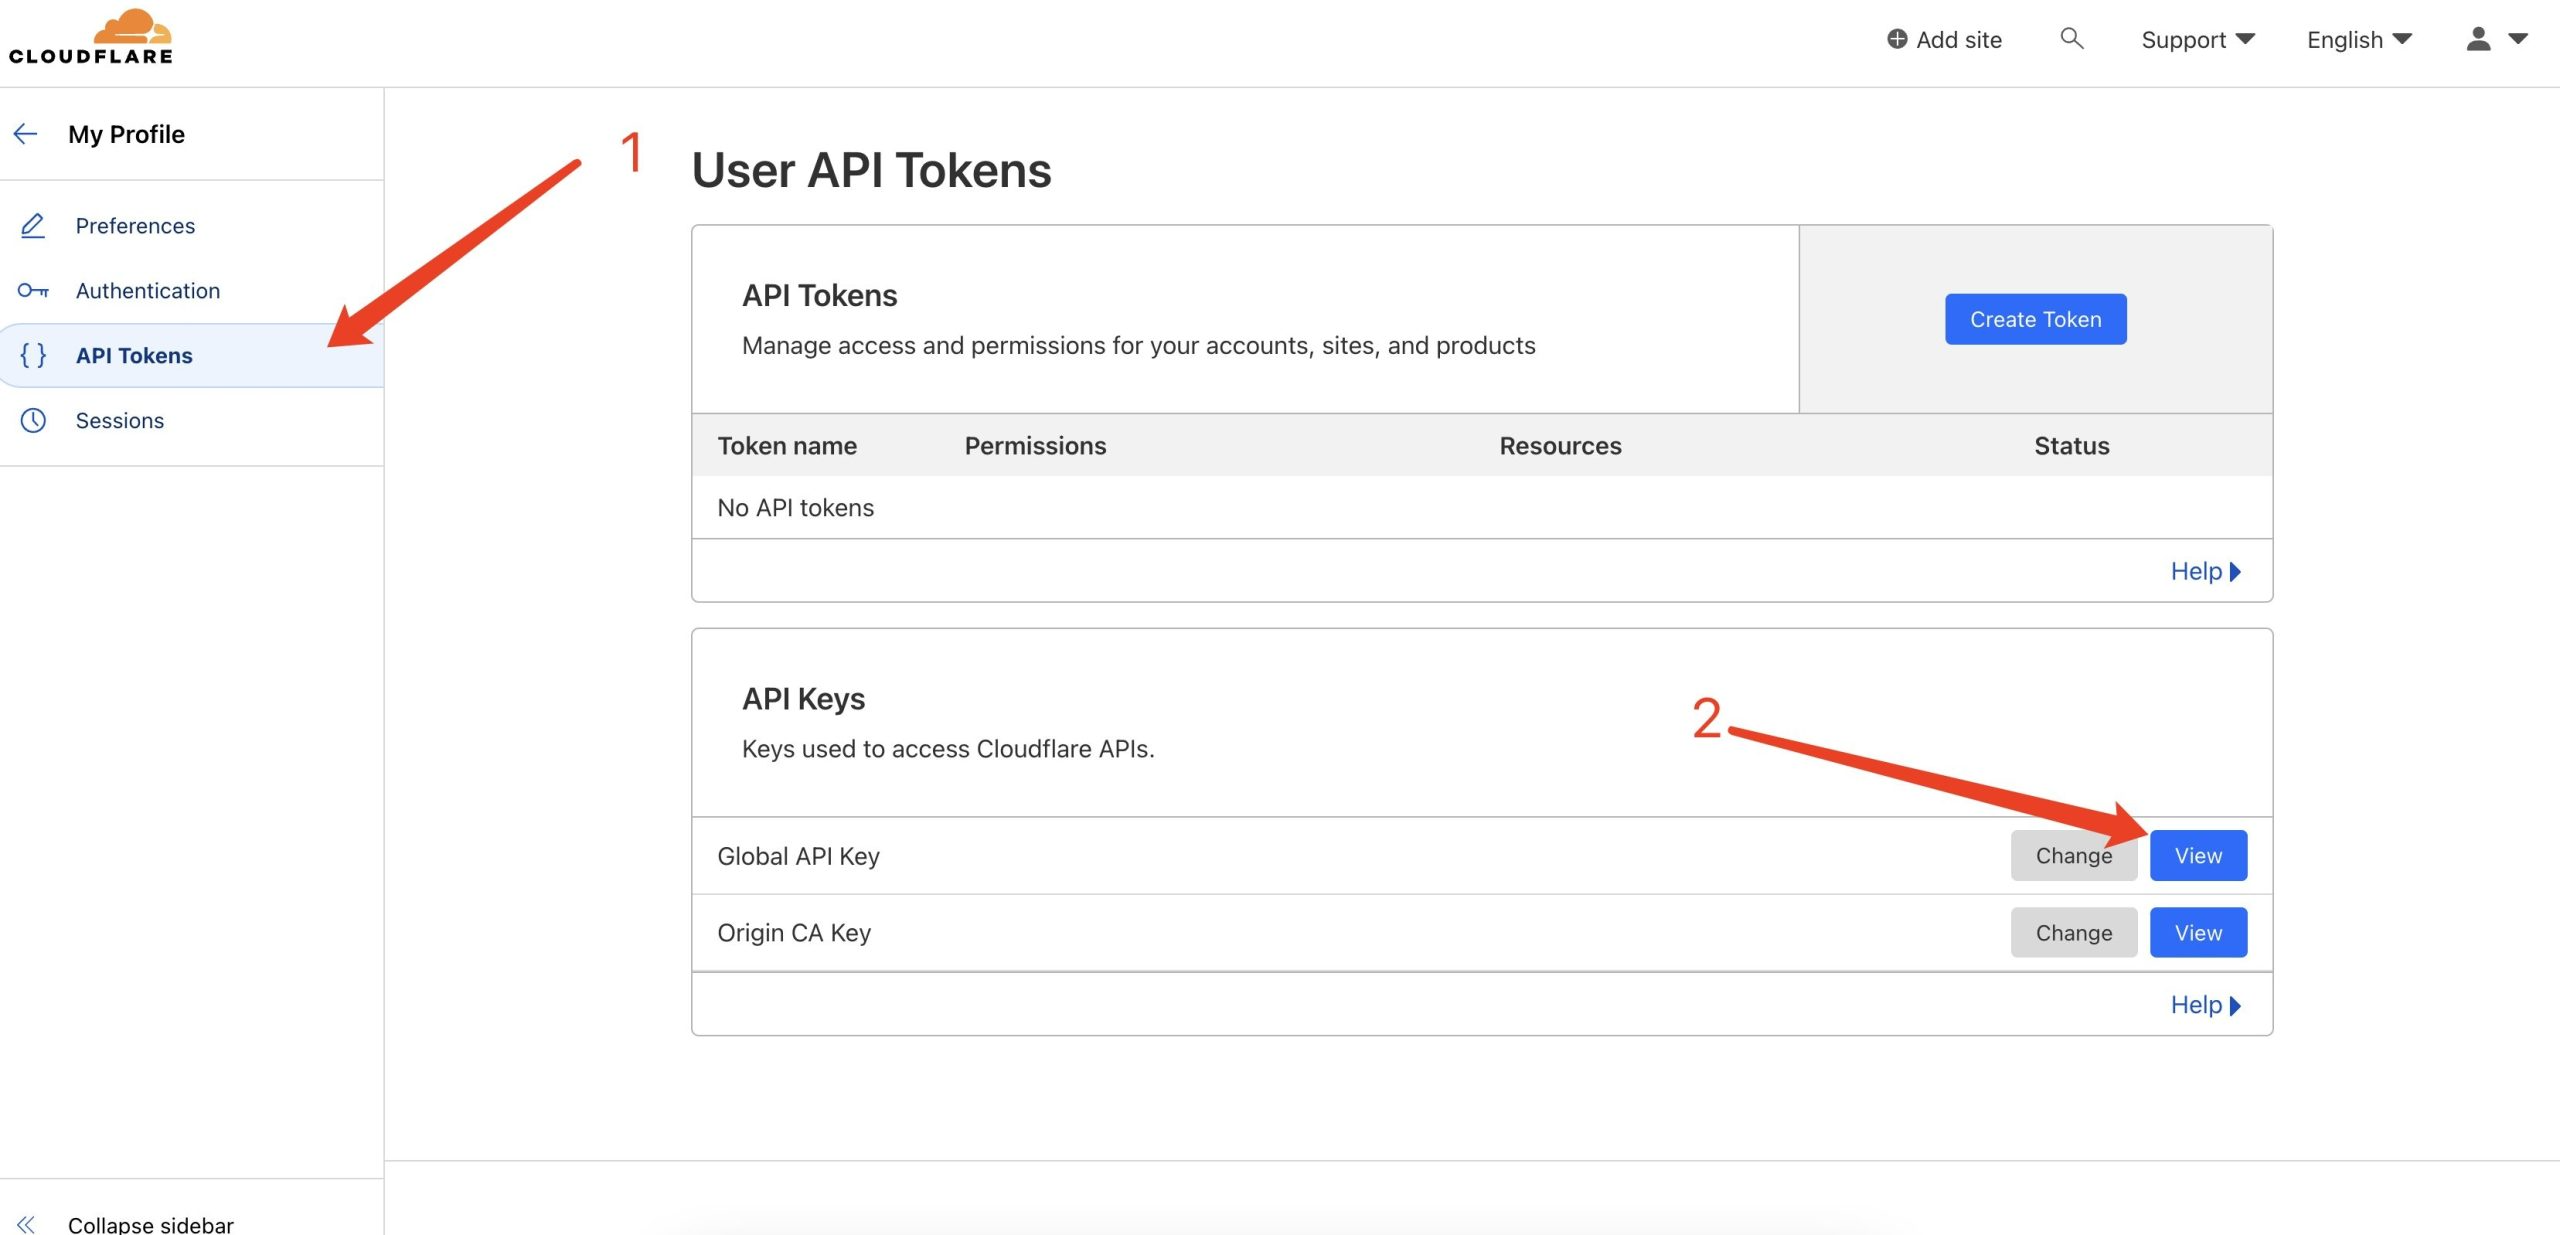 CLOUDFLARE
Add site
Support
English
My Profile
Preferences
Authentication
API Tokens
Sessions
Collapse sidebar
1
User API Tokens
API Tokens
Manage access and permissions for your accounts, sites, and products
Create Token
Token name Permissions Resources Status
No API tokens
Help
API Keys
Keys used to access Cloudflare APIs.
2
Global API Key Change View
Origin CA Key Change View
Help